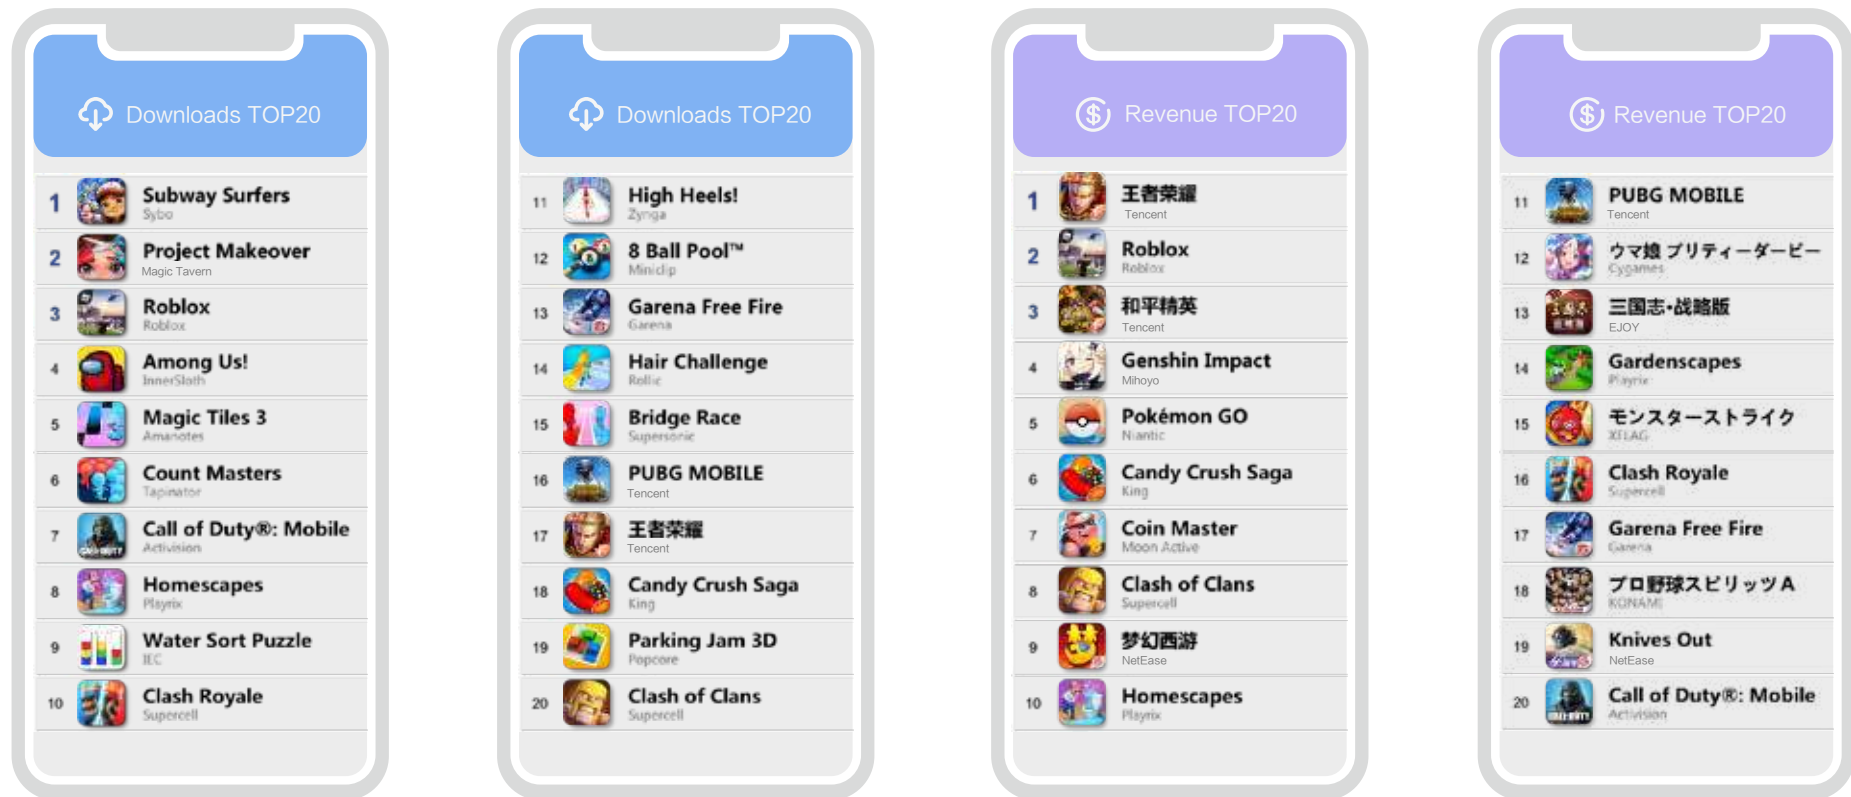 Downloads TOP20
1
Subway Surfers
Sybo
2
Project Makeover
Magic Tavern
3
Roblox
Roblox
4
Among Us!
InnerSloth
5
Magic Tiles 3
Amanotes
6
Count Masters
Tapinator
7
Call of Duty®: Mobile
Activision
8
Homescapes
Playrix
9
Water Sort Puzzle
IEC
10
Clash Royale
Supercell
Downloads TOP20
11
High Heels!
Zynga
12
8 Ball Pool™
Miniclip
13
Garena Free Fire
Garena
14
Hair Challenge
Rollic
15
Bridge Race
Supersonic
16
PUBG MOBILE
Tencent
17
王者荣耀
Tencent
18
Candy Crush Saga
King
19
Parking Jam 3D
Popcore
20
Clash of Clans
Supercell
Revenue TOP20
1
王者荣耀
Tencent
2
Roblox
Roblox
3
和平精英
Tencent
4
Genshin Impact
Mihoyo
5
Pokémon GO
Niantic
6
Candy Crush Saga
King
7
Coin Master
Moon Active
8
Clash of Clans
Supercell
9
梦幻西游
NetEase
10
Homescapes
Playrix
Revenue TOP20
11
PUBG MOBILE
Tencent
12
ウマ娘 プリティーダービー
Cygames
13
三国志·战略版
EJOY
14
Gardenscapes
Playrix
15
モンスターストライク
XFLAG
16
Clash Royale
Supercell
17
Garena Free Fire
Garena
18
プロ野球スピリッツA
KONAMI
19
Knives Out
NetEase
20
Call of Duty®: Mobile
Activision